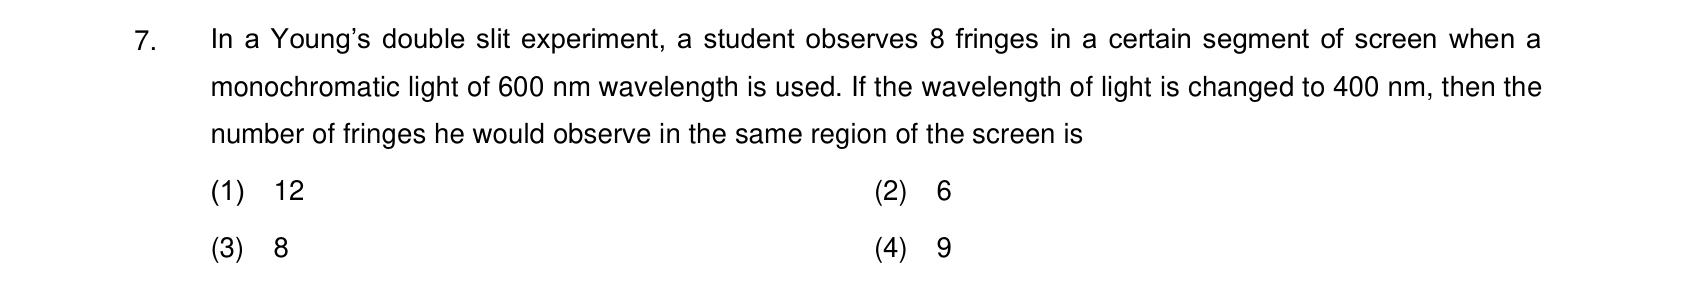 7. In a Young's double slit experiment, a student observes 8 fringes in a certain segment of screen when a
monochromatic light of 600 nm wavelength is used. If the wavelength of light is changed to 400 nm, then the
number of fringes he would observe in the same region of the screen is
(1) 12 (2) 6
(3) 8 (4) 9